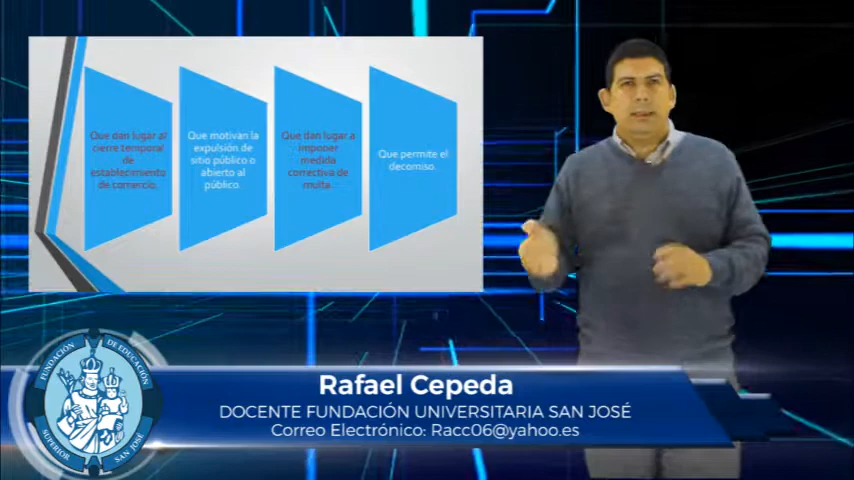 Que dan lugar al
cierre temporal
de
establecimiento
de comercio.
Que motivan la
expulsión de
sitio público o
abierto al
público.
Que dan lugar a
imponer
medida
correctiva de
multa.
Que permite el
decomiso.
FUNDACIÓN
DE EDUCACIÓN
SUPERIOR
SAN JOSÉ
Rafael Cepeda
DOCENTE FUNDACIÓN UNIVERSITARIA SAN JOSÉ
Correo Electrónico: Racc06@yahoo.es